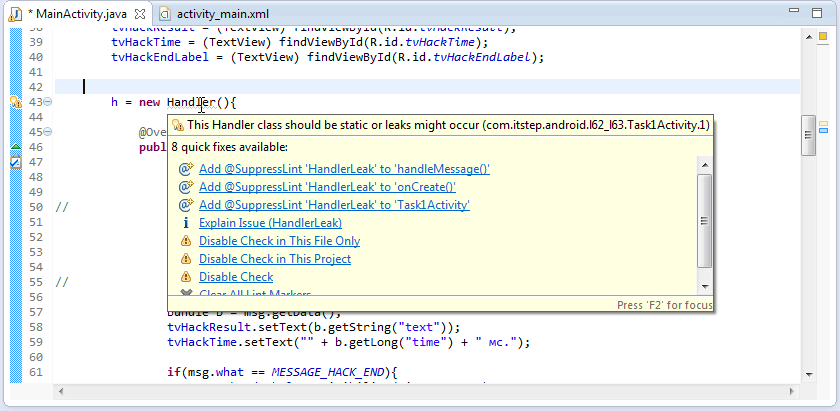 * MainActivity.java
activity_main.xml
39 tvHackTime = (TextView) findViewById(R.id.tvHackTime);
40 tvHackEndLabel = (TextView) findViewById(R.id.tvHackEndLabel);
41
42
43 h = new Handler(){
44
This Handler class should be static or leaks might occur (com.itstep.android.l62_l63.Task1Activity.1)
45 @Ove
8 quick fixes available:
46 publ
Add @SuppressLint 'HandlerLeak' to 'handleMessage()'
47
Add @SuppressLint 'HandlerLeak' to 'onCreate()'
48
49
Add @SuppressLint 'HandlerLeak' to 'Task1Activity'
50 //
Explain Issue (HandlerLeak)
51
52
Disable Check in This File Only
53
Disable Check in This Project
54
Disable Check
55 //
56
Clear All Lint Markers
Press 'F2' for focus
57 Bundle b = msg.getData();
58 tvHackResult.setText(b.getString("text"));
59 tvHackTime.setText("" + b.getLong("time") + " мс.");
60
61 if(msg.what == MESSAGE_HACK_END){